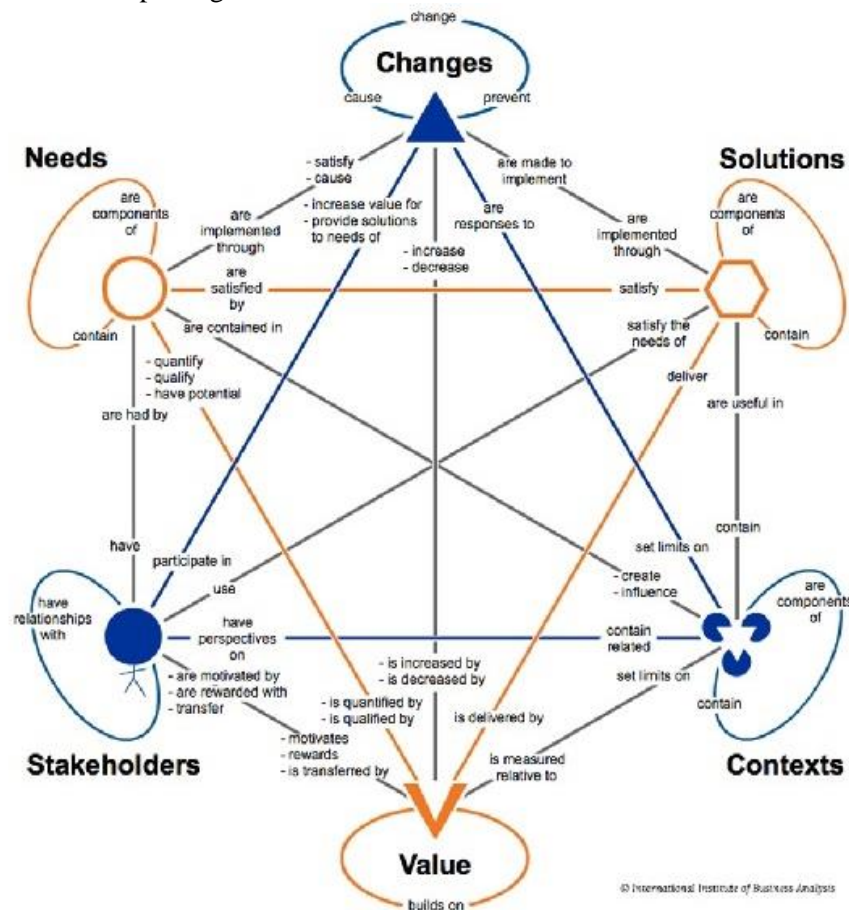 change
Changes
cause
prevent
Needs
- satisfy
- cause
are made to
implement
Solutions
are
components
of
- increase value for
- provide solutions
to needs of
are
implemented
through
are
responses to
are
implemented
through
are
components
of
- increase
- decrease
are
satisfied
by
satisfy
contain
are contained in
satisfy the
needs of
contain
- quantify
- qualify
- have potential
deliver
are had by
are useful in
have
participate in
use
set limits on
contain
- create
- influence
have
relationships
with
have
perspectives
on
contain
related
are
components
of
- are motivated by
- are rewarded with
- transfer
- is increased by
- is decreased by
set limits on
contain
- is quantified by
- is qualified by
is delivered by
- motivates
- rewards
- is transferred by
is measured
relative to
Stakeholders
Contexts
Value
builds on
© International Institute of Business Analysis